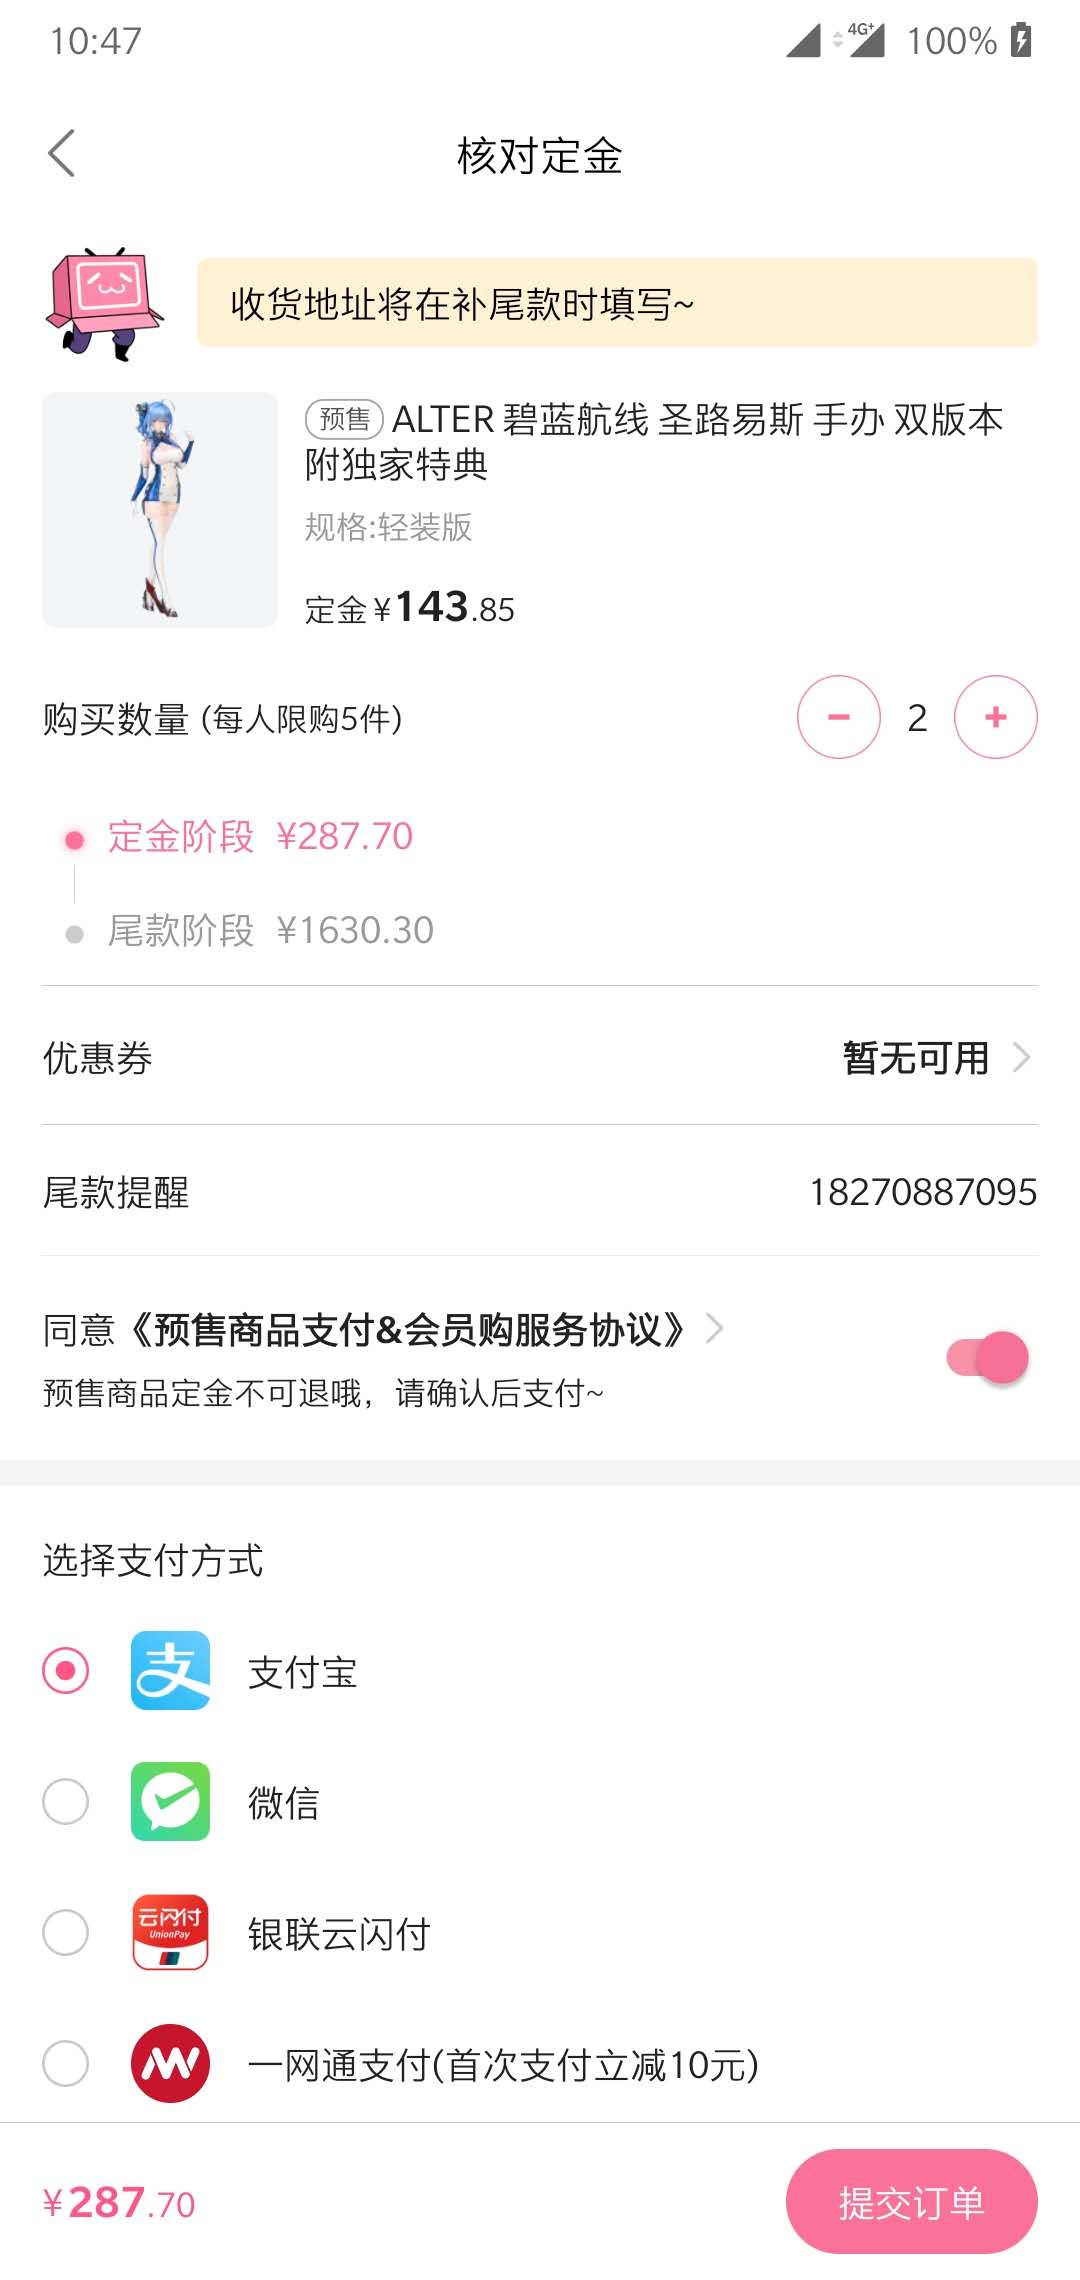 10:47
4G+
100%
核对定金
收货地址将在补尾款时填写~
预售 ALTER 碧蓝航线 圣路易斯 手办 双版本
附独家特典
规格:轻装版
定金 ¥143.85
购买数量 (每人限购5件)
2
定金阶段 ¥287.70
尾款阶段 ¥1630.30
优惠券
暂无可用
尾款提醒
18270887095
同意《预售商品支付&会员购服务协议》
预售商品定金不可退哦，请确认后支付~
选择支付方式
支
支付宝
微信
云闪付
UnionPay
银联云闪付
一网通支付(首次支付立减10元)
¥287.70
提交订单